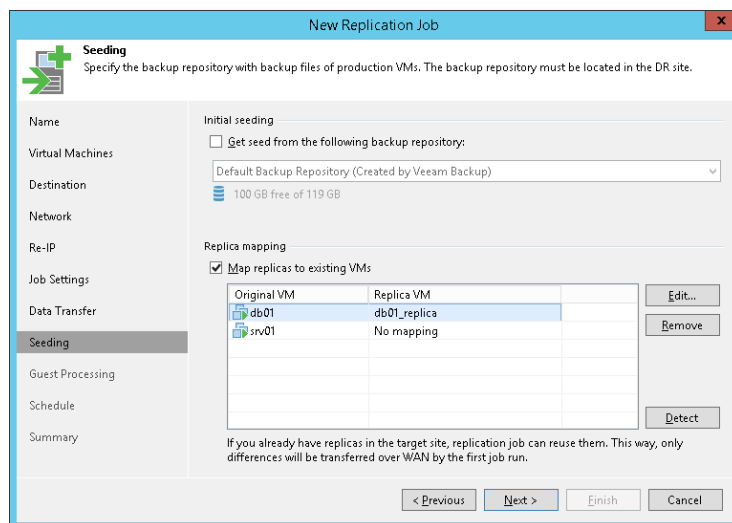 New Replication Job
x
Seeding
Specify the backup repository with backup files of production VMs. The backup repository must be located in the DR site.
Name
Virtual Machines
Destination
Network
Re-IP
Job Settings
Data Transfer
Seeding
Guest Processing
Schedule
Summary
Initial seeding
Get seed from the following backup repository:
Default Backup Repository (Created by Veeam Backup)
100 GB free of 119 GB
Replica mapping
Map replicas to existing VMs
Original VM Replica VM
db01 db01_replica
srv01 No mapping
Edit...
Remove
Detect
If you already have replicas in the target site, replication job can reuse them. This way, only
differences will be transferred over WAN by the first job run.
< Previous Next > Finish Cancel